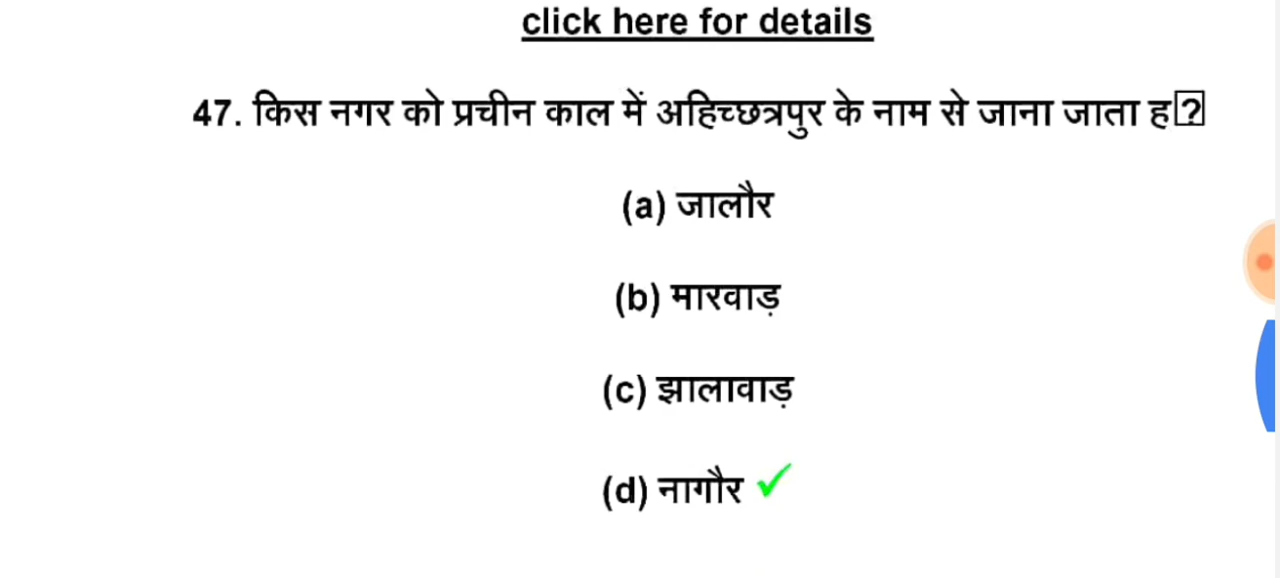 click here for details
47. किस नगर को प्रचीन काल में अहिच्छत्रपुर के नाम से जाना जाता ह?
(a) जालौर
(b) मारवाड़
(c) झालावाड़
(d) नागौर ✓